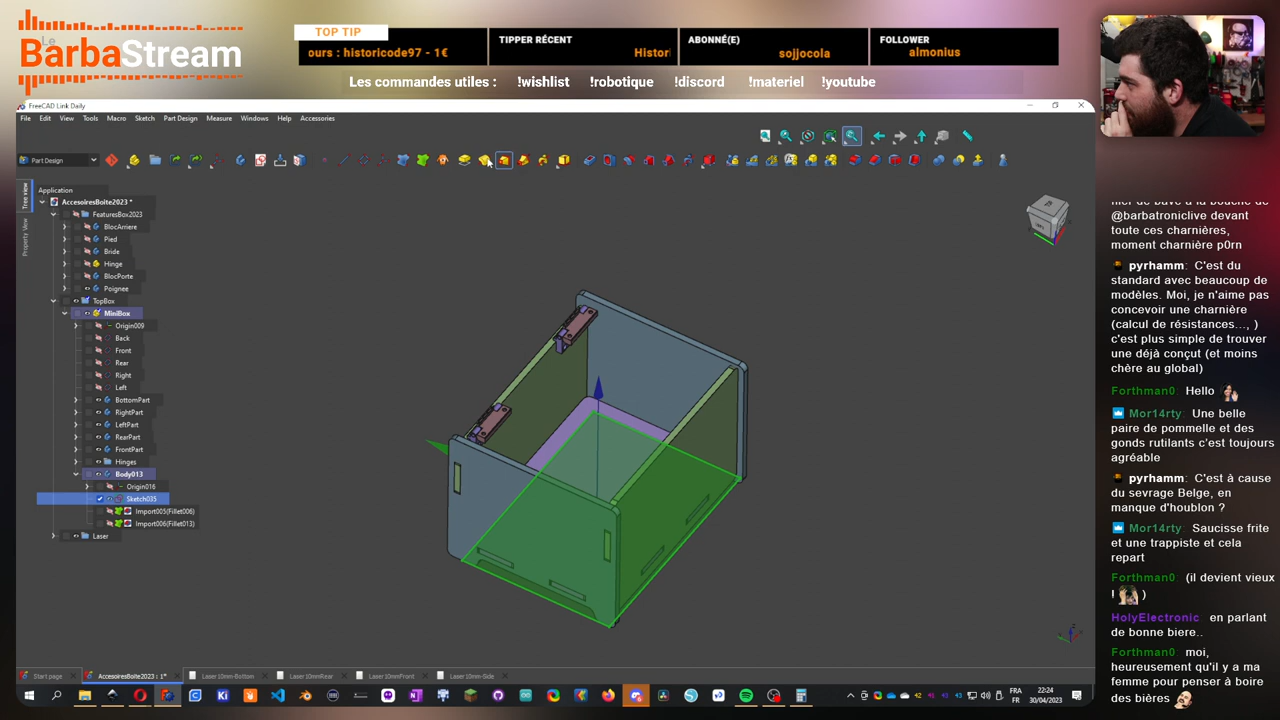 Le
BarbaStream
TOP TIP
ours : historicode97 - 1€
TIPPER RÉCENT
Histori
ABONNÉ(E)
sojjocola
FOLLOWER
almonius
Les commandes utiles : !wishlist !robotique !discord !materiel !youtube
FreeCAD Link Daily
File Edit View Tools Macro Sketch Part Design Measure Windows Help Accessories
Part Design
Tree view
Property View
Application
AccesoiresBoite2023 *
FeaturesBox2023
BlocArriere
Pied
Bride
Hinge
BlocPorte
Poignee
TopBox
MiniBox
Origin009
Back
Front
Rear
Right
Left
BottomPart
RightPart
LeftPart
RearPart
FrontPart
Hinges
Body013
Origin016
Sketch035
Import005(Fillet006)
Import006(Fillet013)
Laser
Start page
AccesoiresBoite2023 : 1*
Laser10mm-Bottom
Laser10mmRear
Laser10mmFront
Laser10mm-Side
FRA
FR
22:24
30/04/2023
@barbatroniclive devant
toute ces charnières,
moment charnière p0rn
pyrhamm: C'est du
standard avec beaucoup de
modèles. Moi, je n'aime pas
concevoir une charnière
(calcul de résistances..., )
c'est plus simple de trouver
une déjà conçut (et moins
chère au global)
Forthman0: Hello
Mor14rty: Une belle
paire de pommelle et des
gonds rutilants c'est toujours
agréable
pyrhamm: C'est à cause
du sevrage Belge, en
manque d'houblon ?
Mor14rty: Saucisse frite
et une trappiste et cela
repart
Forthman0: (il devient vieux
! )
HolyElectronic: en parlant
de bonne biere..
Forthman0: moi,
heureusement qu'il y a ma
femme pour penser à boire
des bières